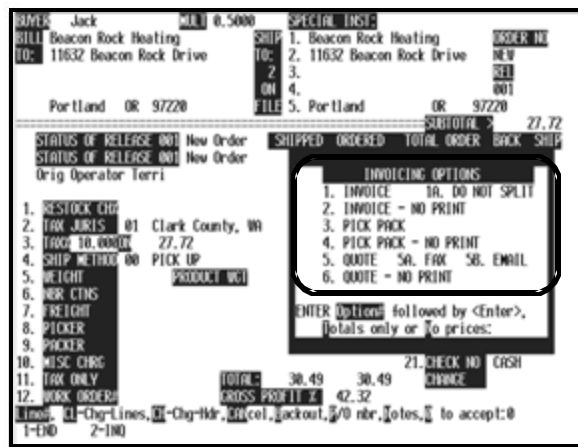 BUYER Jack MULT 0.5000 SPECIAL INST:
BILL Beacon Rock Heating SHIP 1. Beacon Rock Heating ORDER NO
TO: 11632 Beacon Rock Drive TO: 2. 11632 Beacon Rock Drive NEW
2 3. REL
ON 4. 001
Portland OR 97220 FILE 5. Portland OR 97220
SUBTOTAL > 27.72
STATUS OF RELEASE 001 New Order SHIPPED ORDERED TOTAL ORDER BACK SHIP
STATUS OF RELEASE 001 New Order
Orig Operator Terri
INVOICING OPTIONS
1. INVOICE 1A. DO NOT SPLIT
2. INVOICE - NO PRINT
3. PICK PACK
4. PICK PACK - NO PRINT
5. QUOTE 5A. FAX 5B. EMAIL
6. QUOTE - NO PRINT
ENTER Option# followed by <Enter>,
Totals only or No prices:
1. RESTOCK CHG
2. TAX JURIS 01 Clark County, WA
3. TAX% 10.000% 27.72
4. SHIP METHOD 00 PICK UP
5. WEIGHT PRODUCT WGT
6. NBR CTNS
7. FREIGHT
8. PICKER
9. PACKER
10. MISC CHRG 21. CHECK NO CASH
11. TAX ONLY TOTAL: 30.49 30.49 CHANGE
12. WORK ORDER# GROSS PROFIT % 42.32
Line#, CL-Chg-Lines, CH-Chg-Hdr, CANcel, Backout, P/O nbr, Notes, to accept:0
1-END 2-INQ